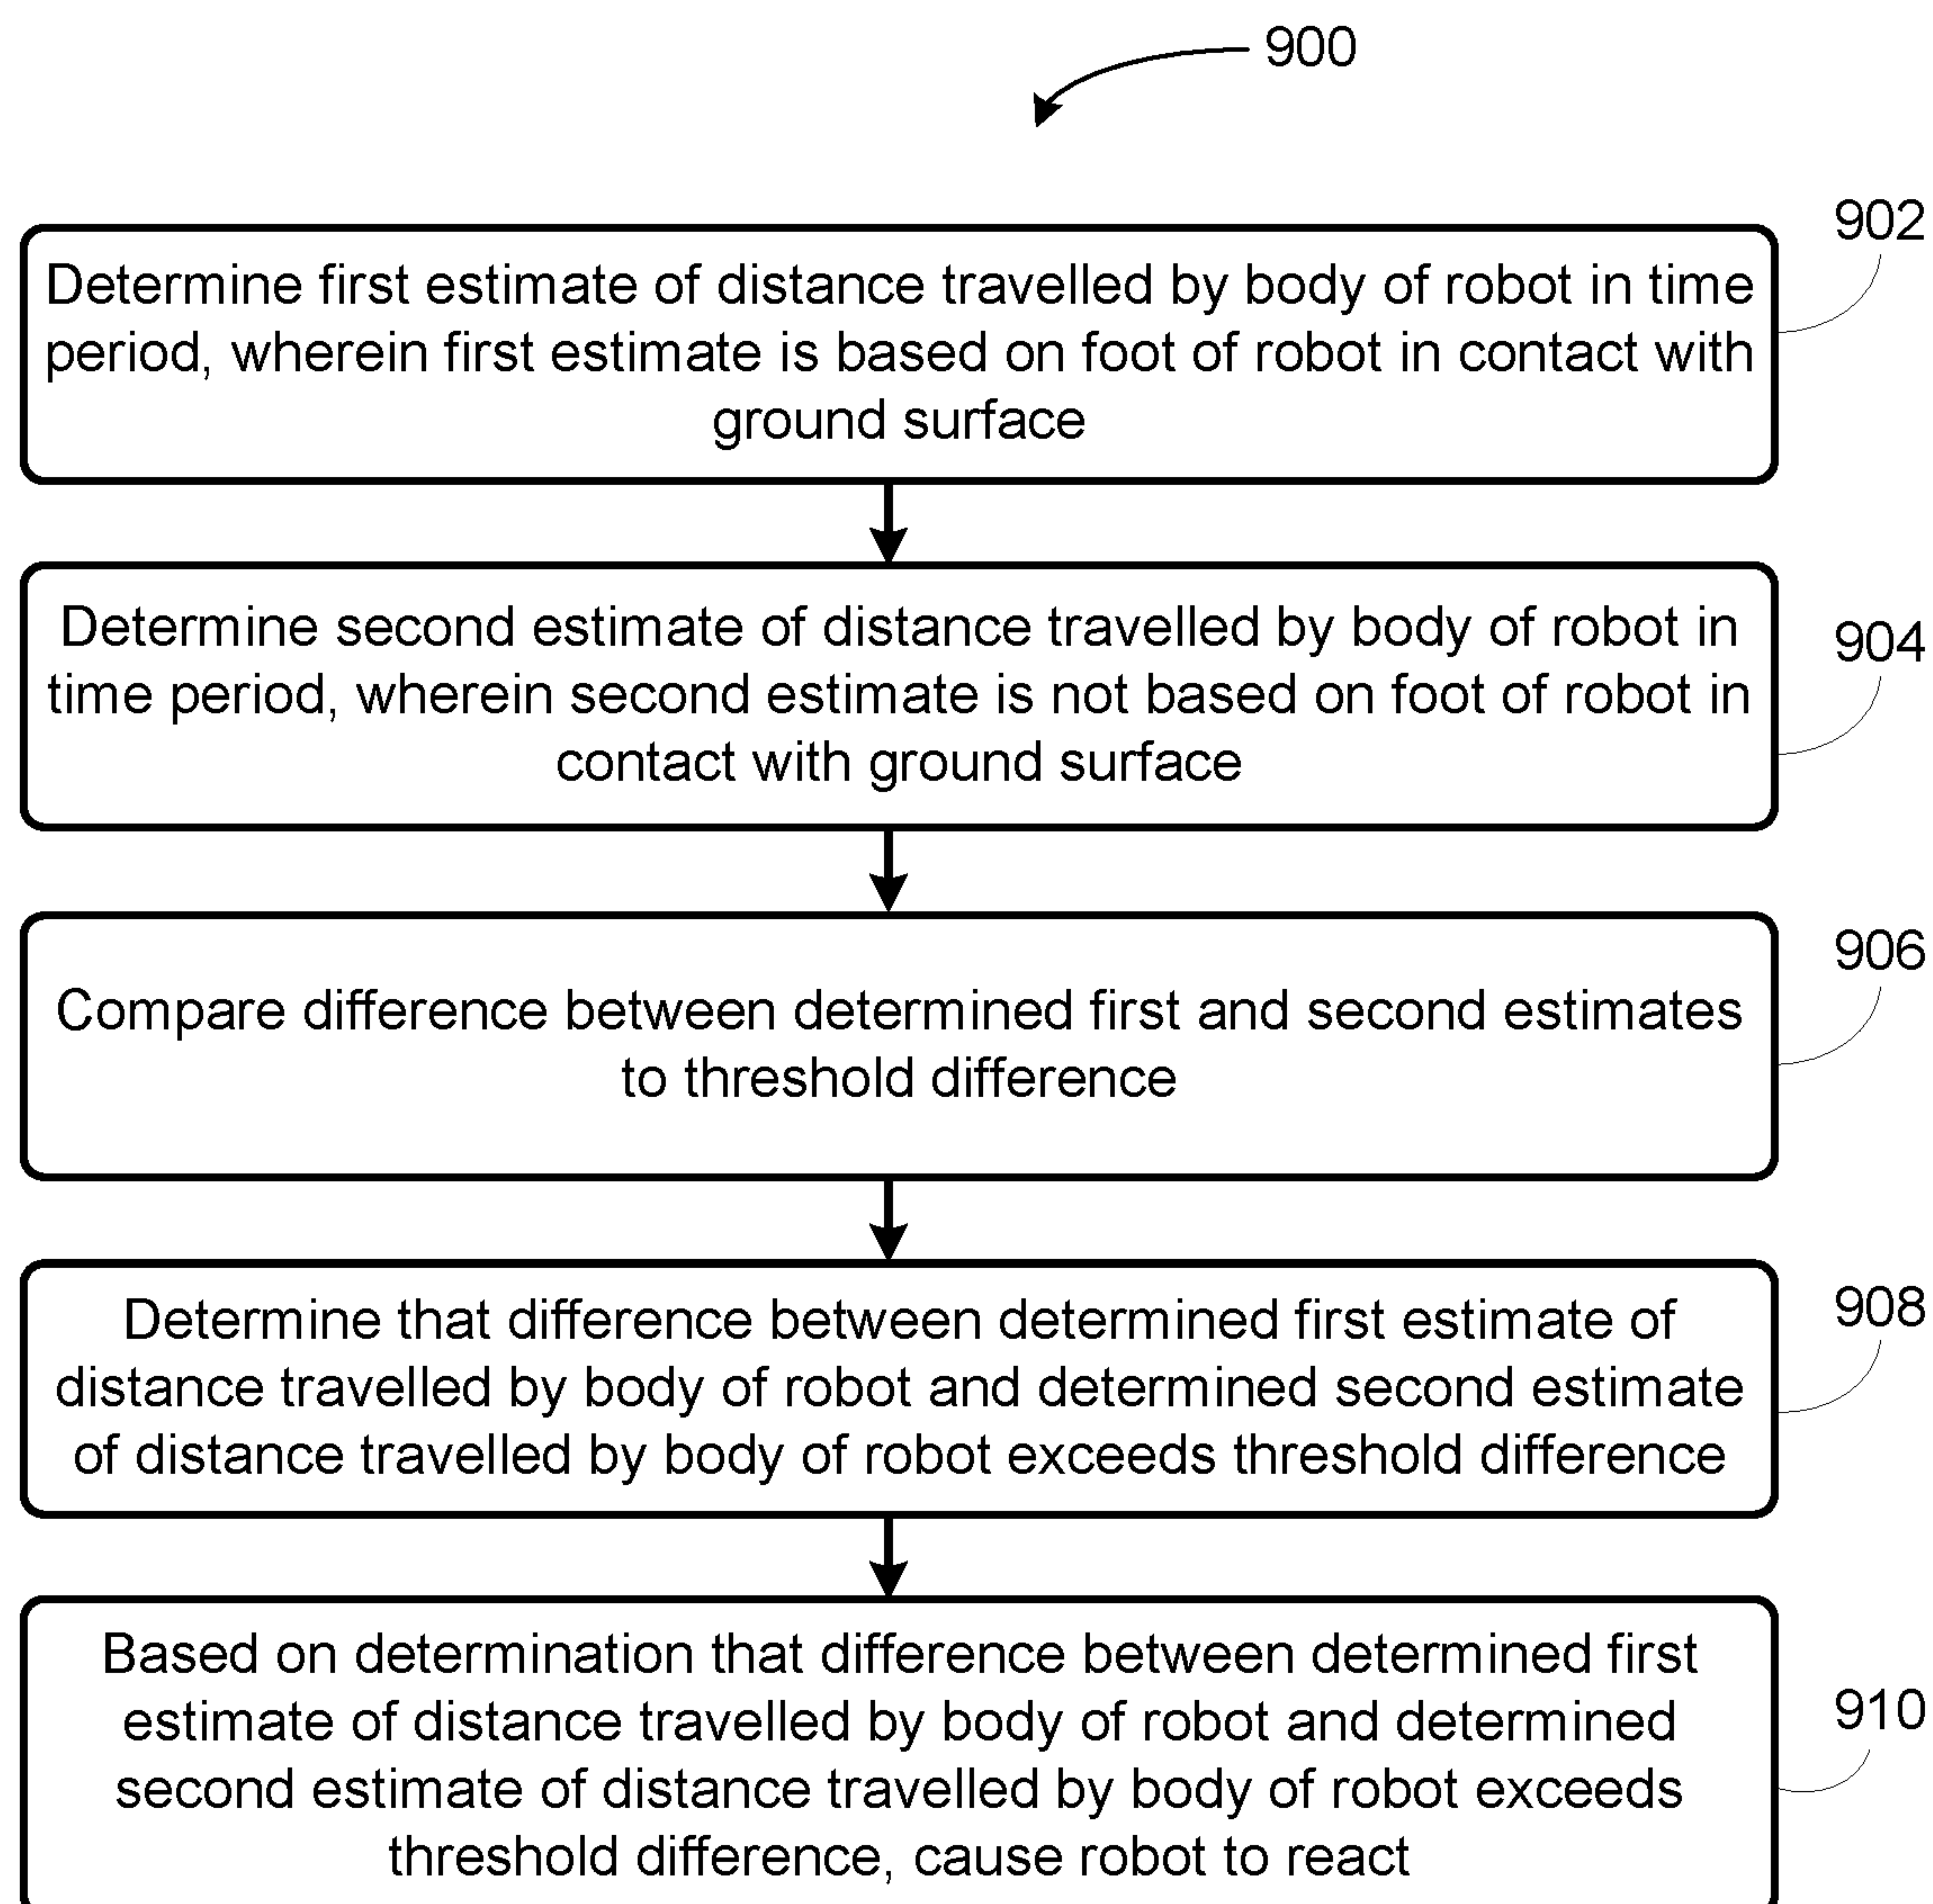 900
902
Determine first estimate of distance travelled by body of robot in time
period, wherein first estimate is based on foot of robot in contact with
ground surface
904
Determine second estimate of distance travelled by body of robot in
time period, wherein second estimate is not based on foot of robot in
contact with ground surface
906
Compare difference between determined first and second estimates
to threshold difference
908
Determine that difference between determined first estimate of
distance travelled by body of robot and determined second estimate
of distance travelled by body of robot exceeds threshold difference
910
Based on determination that difference between determined first
estimate of distance travelled by body of robot and determined
second estimate of distance travelled by body of robot exceeds
threshold difference, cause robot to react